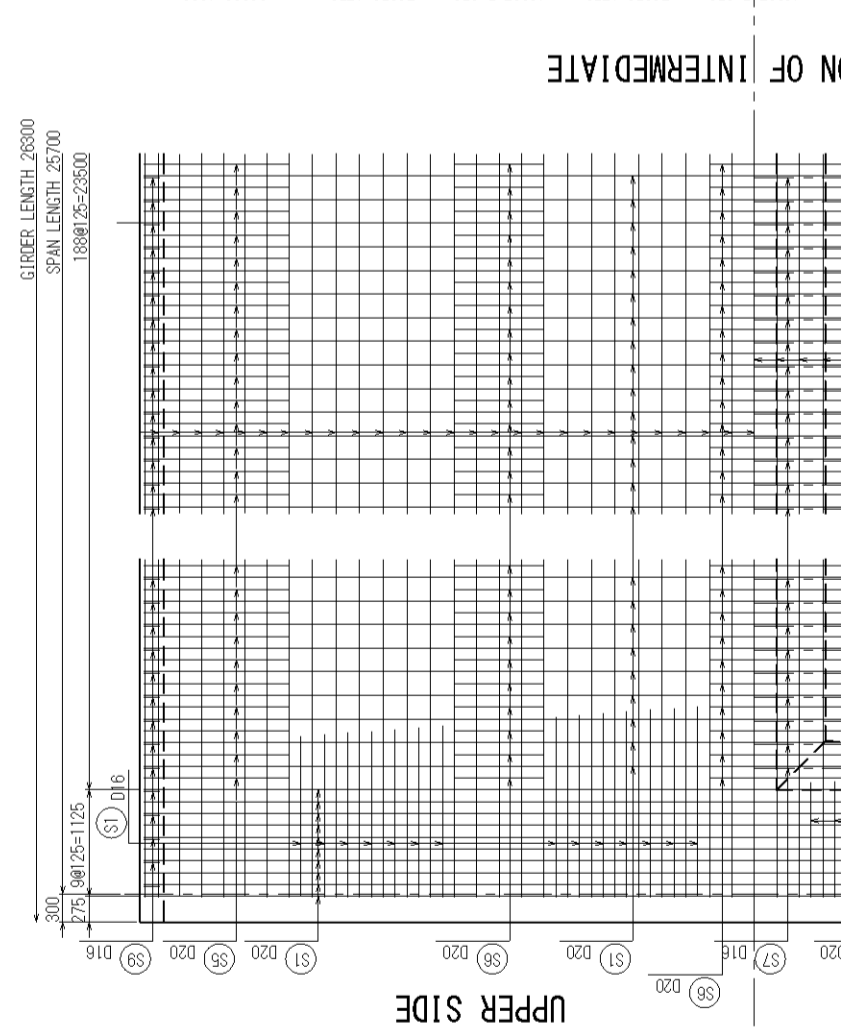 ON OF INTERMEDIATE
GIRDER LENGTH 26300
SPAN LENGTH 25700
188@125=23500
S1 D16
9@125=1125
300
275
S9 D16
S5 D20
S1 D20
S6 D20
S1 D20
S6 D20
S7 D16
D20
UPPER SIDE